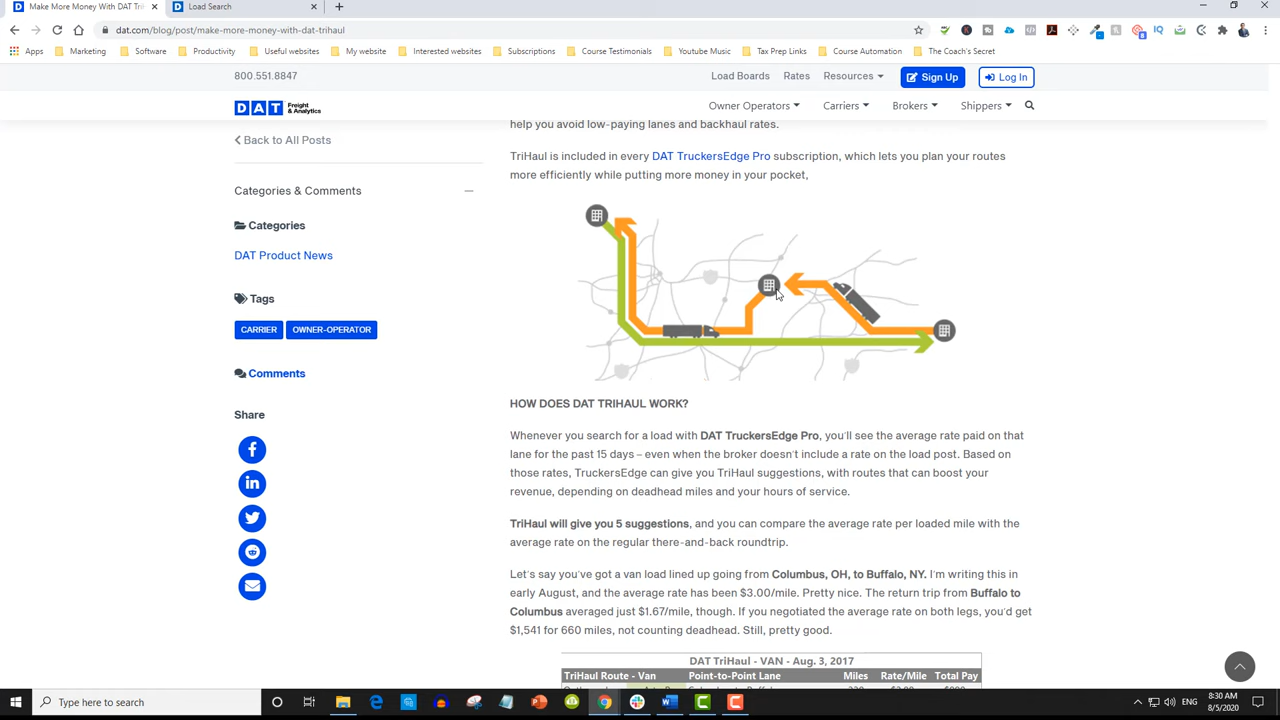 Make More Money With DAT Tri
Load Search
dat.com/blog/post/make-more-money-with-dat-trihaul
Apps
Marketing
Software
Productivity
Useful websites
My website
Interested websites
Subscriptions
Course Testimonials
Youtube Music
Tax Prep Links
Course Automation
The Coach's Secret
800.551.8847
Load Boards
Rates
Resources
Sign Up
Log In
DAT Freight
& Analytics
Owner Operators
Carriers
Brokers
Shippers
help you avoid low-paying lanes and backhaul rates.
Back to All Posts
TriHaul is included in every DAT TruckersEdge Pro subscription, which lets you plan your routes
more efficiently while putting more money in your pocket,
Categories & Comments
Categories
DAT Product News
Tags
CARRIER
OWNER-OPERATOR
Comments
Share
HOW DOES DAT TRIHAUL WORK?
Whenever you search for a load with DAT TruckersEdge Pro, you'll see the average rate paid on that
lane for the past 15 days – even when the broker doesn't include a rate on the load post. Based on
those rates, TruckersEdge can give you TriHaul suggestions, with routes that can boost your
revenue, depending on deadhead miles and your hours of service.
TriHaul will give you 5 suggestions, and you can compare the average rate per loaded mile with the
average rate on the regular there-and-back roundtrip.
Let's say you've got a van load lined up going from Columbus, OH, to Buffalo, NY. I'm writing this in
early August, and the average rate has been $3.00/mile. Pretty nice. The return trip from Buffalo to
Columbus averaged just $1.67/mile, though. If you negotiated the average rate on both legs, you'd get
$1,541 for 660 miles, not counting deadhead. Still, pretty good.
DAT TriHaul - VAN - Aug. 3, 2017
TriHaul Route - Van
Point-to-Point Lane
Miles
Rate/Mile
Total Pay
Type here to search
ENG
8:30 AM
8/5/2020